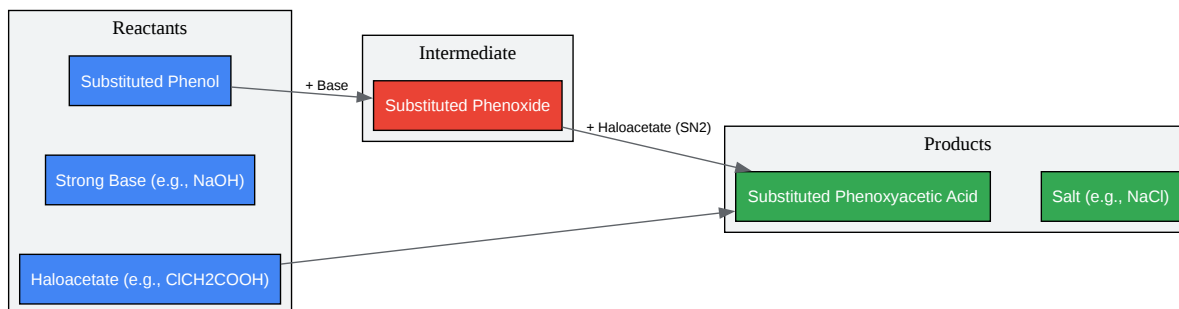 Reactants
Substituted Phenol
Strong Base (e.g., NaOH)
Haloacetate (e.g., ClCH2COOH)
+ Base
Intermediate
Substituted Phenoxide
+ Haloacetate (SN2)
Products
Substituted Phenoxyacetic Acid
Salt (e.g., NaCl)